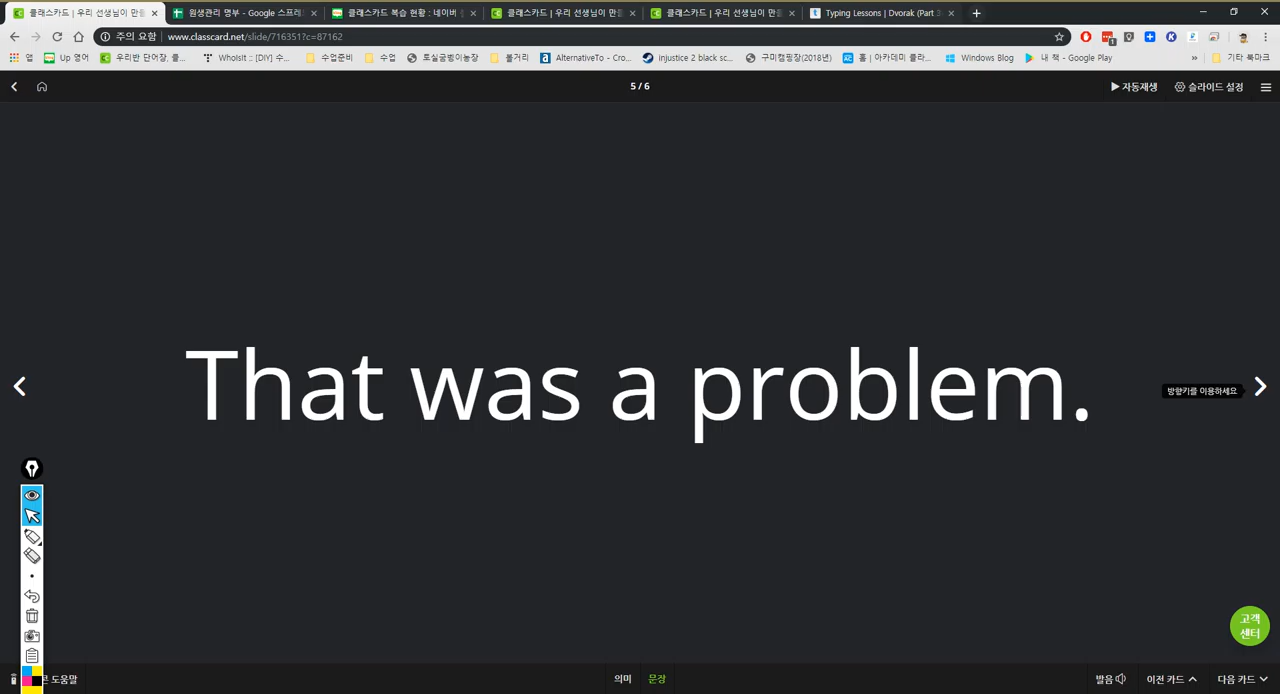 클래스카드 | 우리 선생님이 만든
원생관리 명부 - Google 스프레
클래스카드 복습 현황 : 네이버
클래스카드 | 우리 선생님이 만든
클래스카드 | 우리 선생님이 만든
Typing Lessons | Dvorak (Part 3
주의 요함 www.classcard.net/slide/716351?c=87162
앱 Up 영어 우리반 단어장, 클... WhoIsIt :: [DIY] 수... 수업준비 수업 토실굼벵이농장 볼거리 AlternativeTo - Cro... injustice 2 black sc... 구미캠핑장(2018년) 홈 | 아카데미 클라... Windows Blog 내 책 - Google Play » 기타 북마크
5 / 6
자동재생 슬라이드 설정
That was a problem.
방향키를 이용하세요
고객
센터
도움말
의미 문장
발음 이전 카드 다음 카드